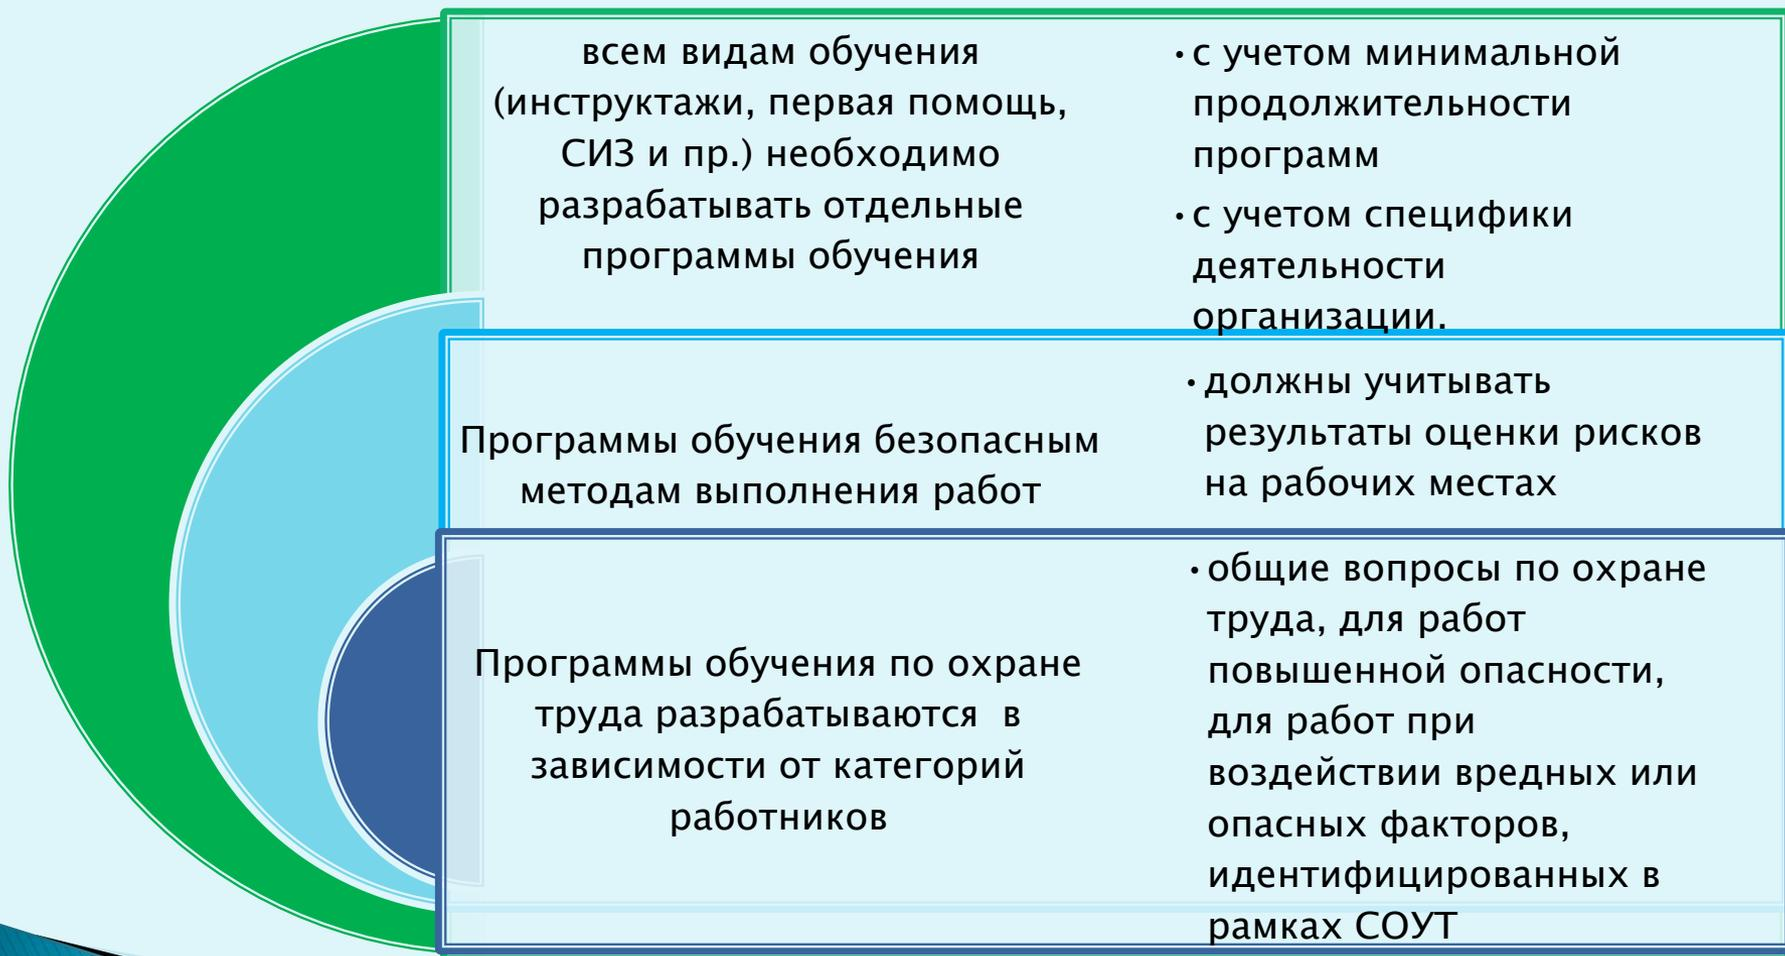 всем видам обучения
(инструктажи, первая помощь,
СИЗ и пр.) необходимо
разрабатывать отдельные
программы обучения
• с учетом минимальной
продолжительности
программ
• с учетом специфики
деятельности
организации.
Программы обучения безопасным
методам выполнения работ
• должны учитывать
результаты оценки рисков
на рабочих местах
Программы обучения по охране
труда разрабатываются в
зависимости от категорий
работников
• общие вопросы по охране
труда, для работ
повышенной опасности,
для работ при
воздействии вредных или
опасных факторов,
идентифицированных в
рамках СОУТ